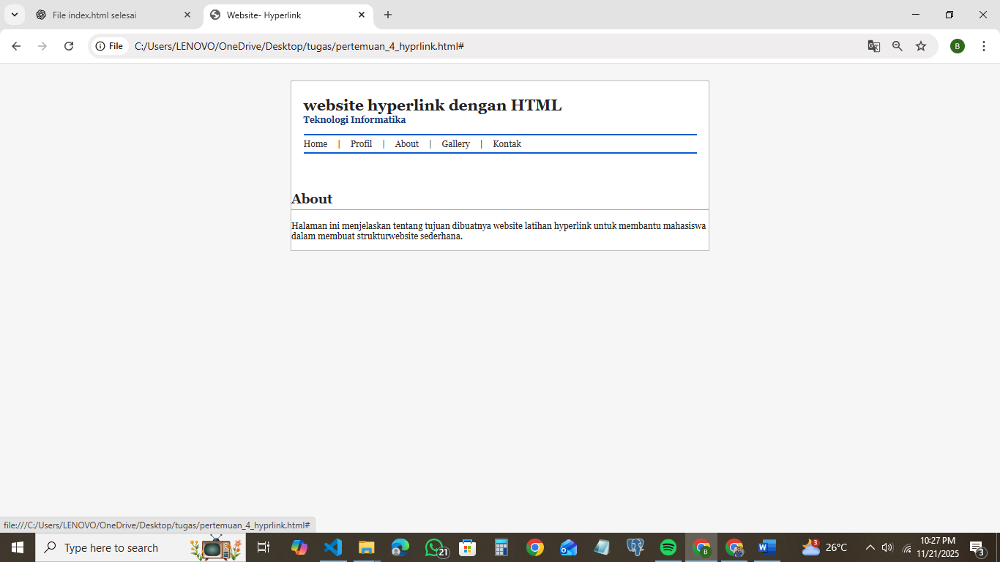 File index.html selesai
Website- Hyperlink
File
C:/Users/LENOVO/OneDrive/Desktop/tugas/pertemuan_4_hyprlink.html#
B
website hyperlink dengan HTML
Teknologi Informatika
Home | Profil | About | Gallery | Kontak
About
Halaman ini menjelaskan tentang tujuan dibuatnya website latihan hyperlink untuk membantu mahasiswa
dalam membuat strukturwebsite sederhana.
file:///C:/Users/LENOVO/OneDrive/Desktop/tugas/pertemuan_4_hyprlink.html#
Type here to search
21
B
W
3
26°C
10:27 PM
11/21/2025
3